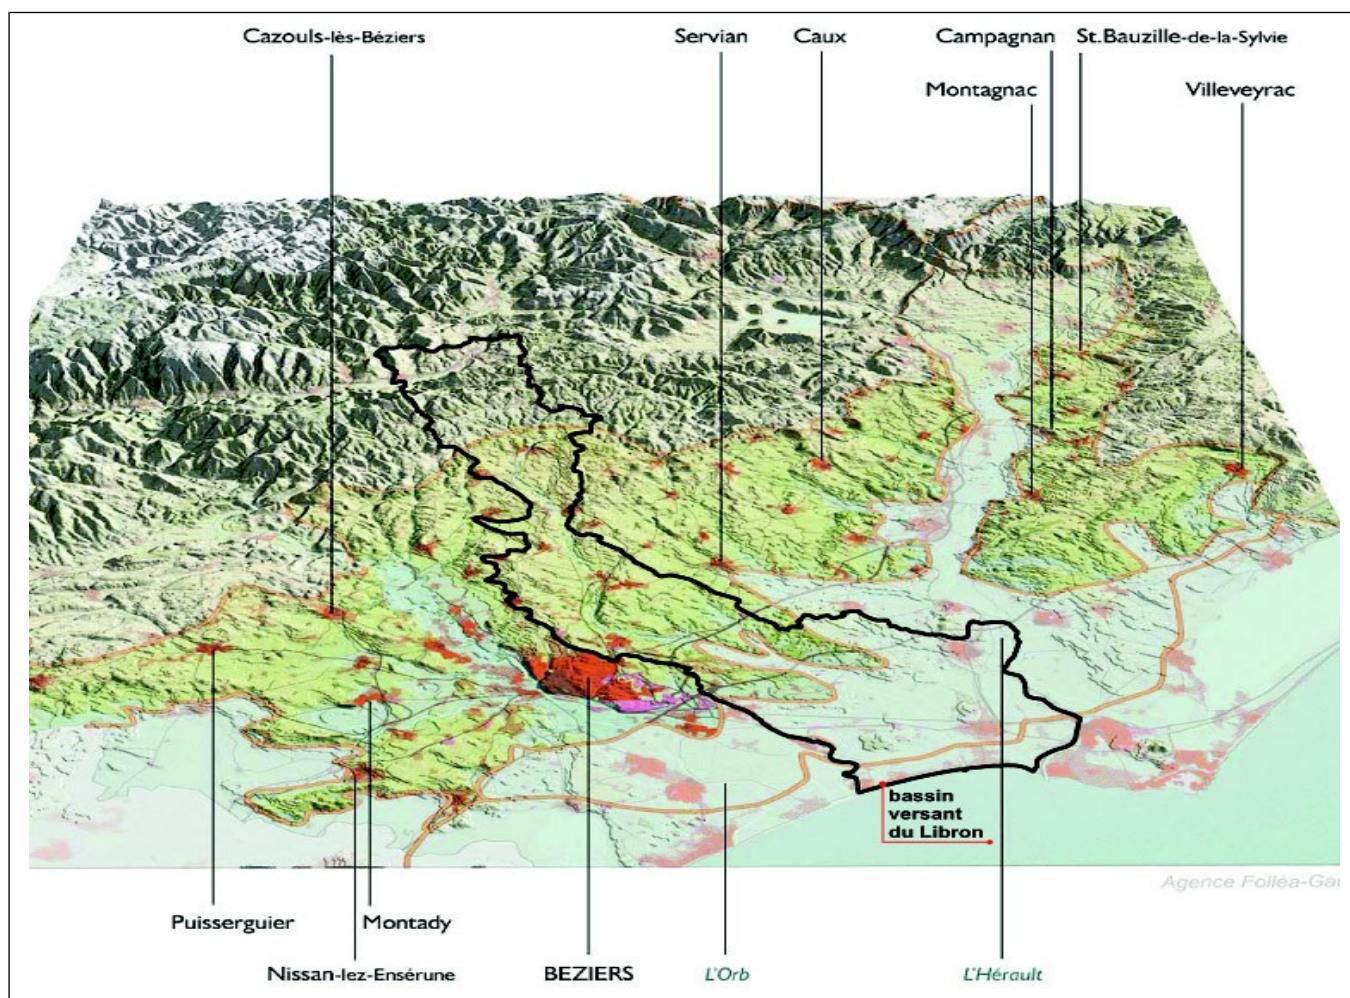 Cazouls-lès-Béziers
Servian
Caux
Campagnan
St.Bauzille-de-la-Sylvie
Montagnac
Villeveyrac
bassin
versant
du Libron
Agence Folléa-Gau
Puisserguier
Montady
Nissan-lez-Ensérune
BEZIERS
L'Orb
L'Hérault